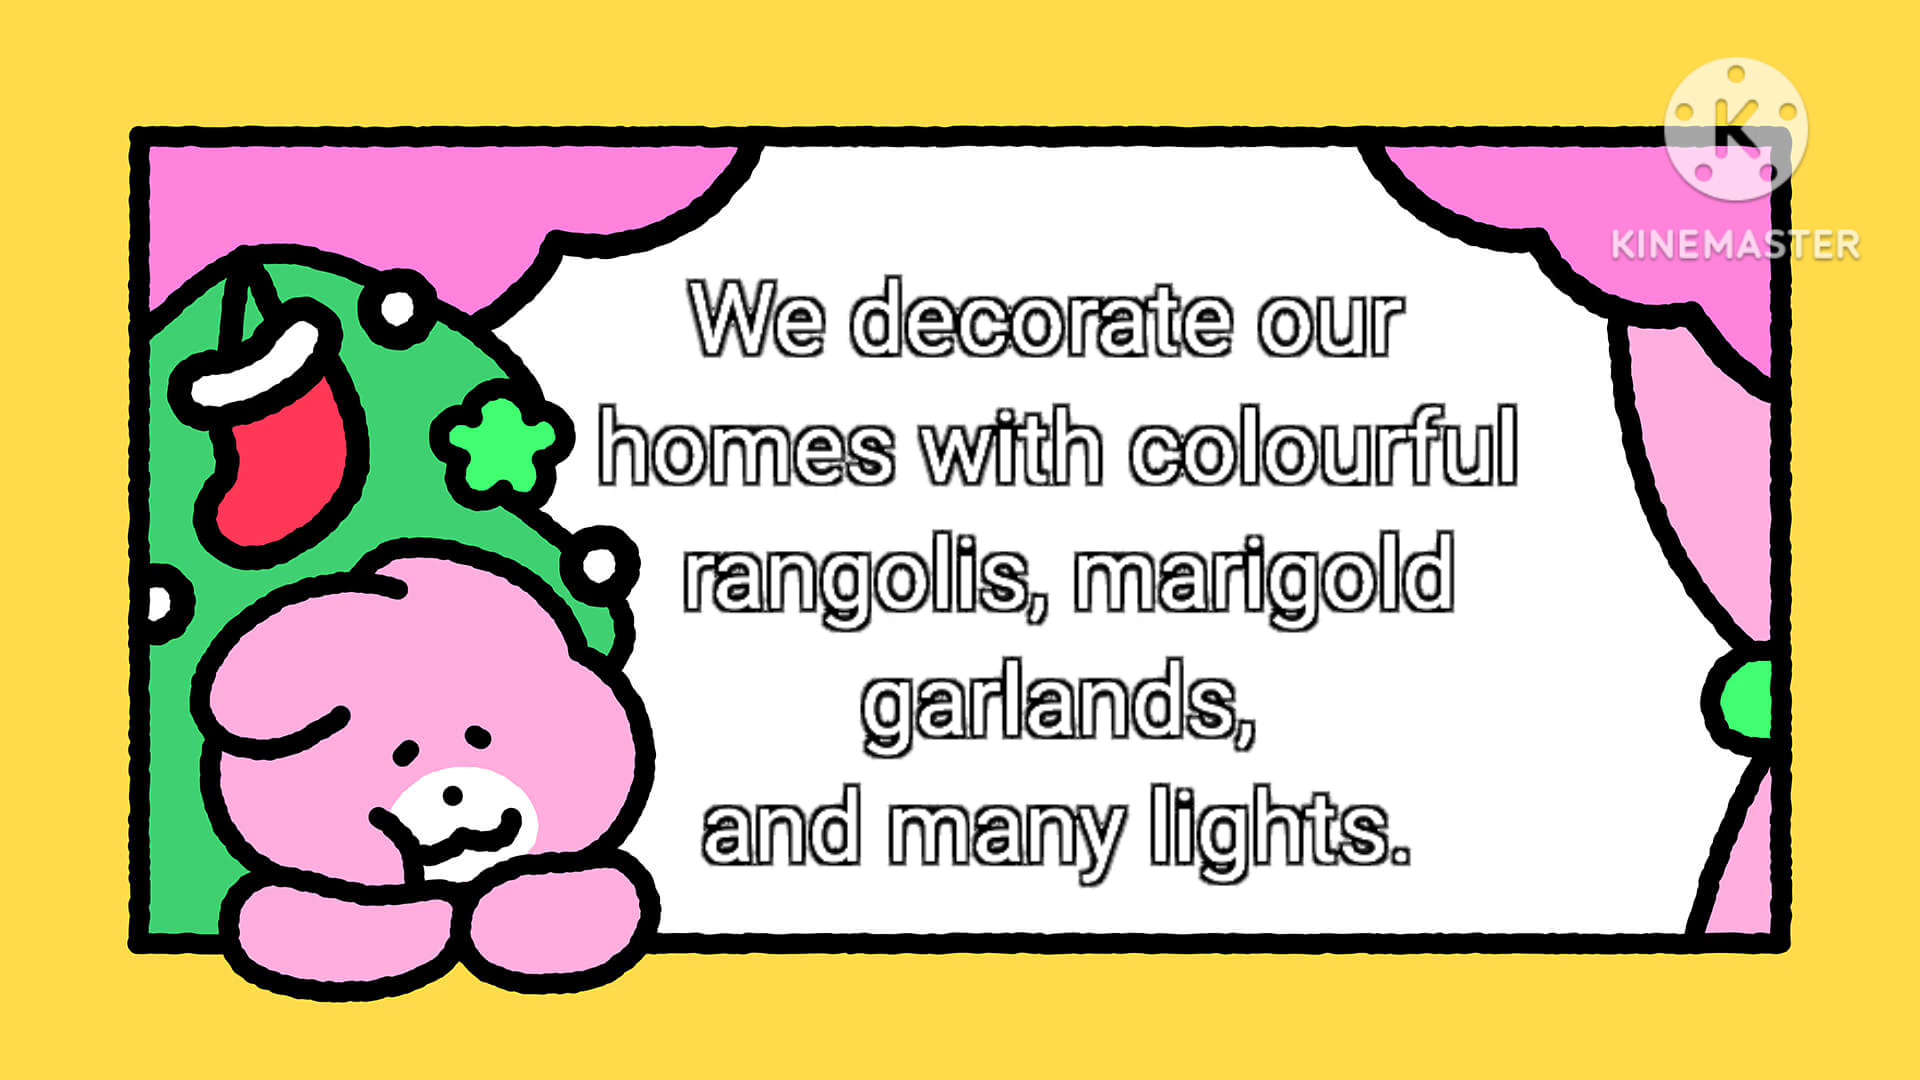 K
KINEMASTER
We decorate our
homes with colourful
rangolis, marigold
garlands,
and many lights.